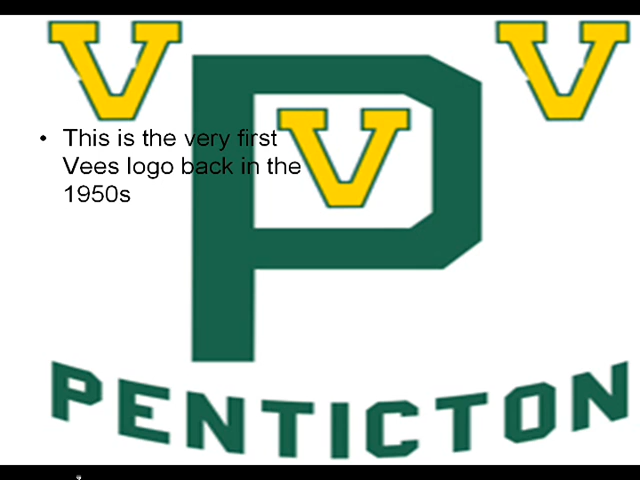 V V
P
V
• This is the very first
Vees logo back in the
1950s
PENTICTON